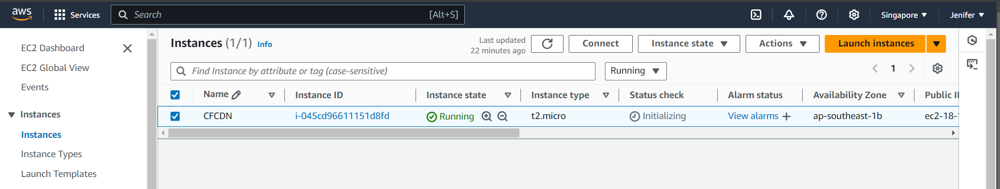 aws
Services
Search
[Alt+S]
Singapore
Jenifer
EC2 Dashboard
EC2 Global View
Events
Instances
Instances
Instance Types
Launch Templates
Instances (1/1) Info
Last updated
22 minutes ago
Connect
Instance state
Actions
Launch instances
Find Instance by attribute or tag (case-sensitive)
Running
1
Name Instance ID Instance state Instance type Status check Alarm status Availability Zone Public
CFCDN i-045cd96611151d8fd Running t2.micro Initializing View alarms ap-southeast-1b ec2-18-